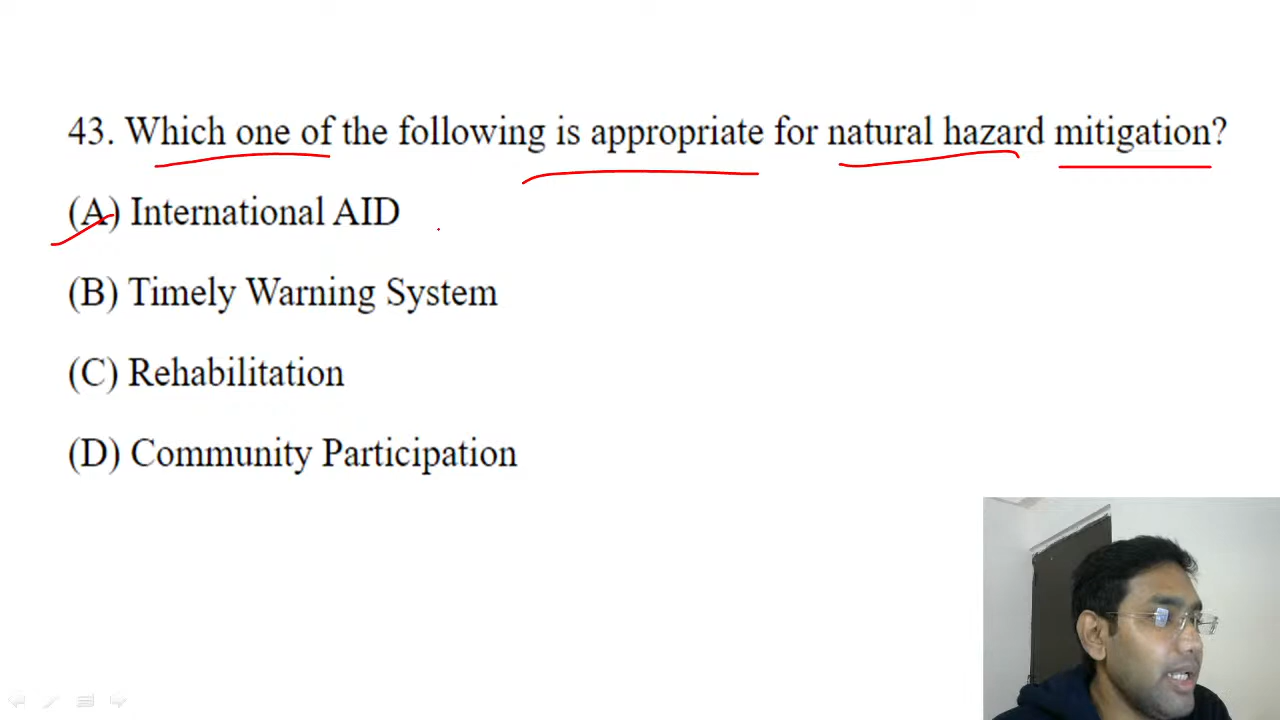 43. Which one of the following is appropriate for natural hazard mitigation?
(A) International AID
(B) Timely Warning System
(C) Rehabilitation
(D) Community Participation